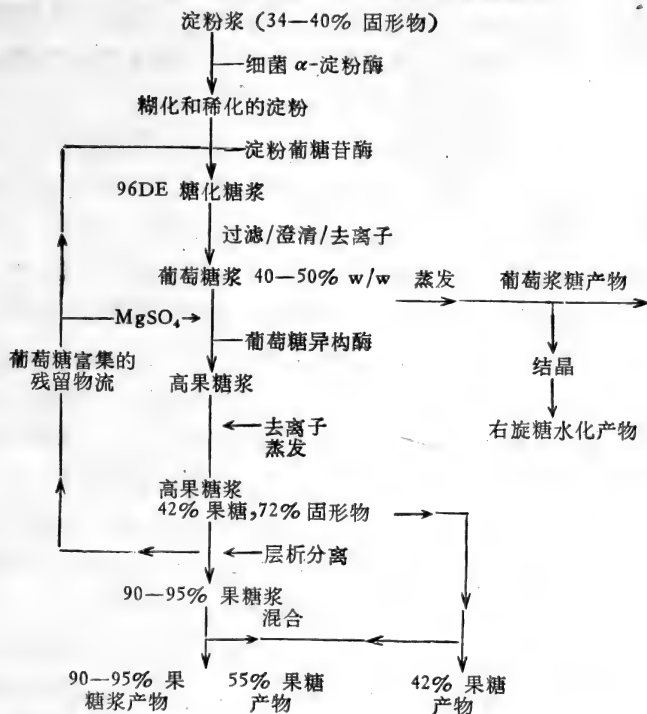 淀粉浆 (34—40% 固形物)
细菌 α-淀粉酶
糊化和稀化的淀粉
淀粉葡糖苷酶
96DE 糖化糖浆
过滤/澄清/去离子
葡萄糖浆 40—50% w/w
蒸发
葡萄浆糖产物
MgSO₄
葡萄糖异构酶
结晶
葡萄糖富集的
残留物流
高果糖浆
右旋糖水化产物
去离子
蒸发
高果糖浆
42% 果糖,72% 固形物
层析分离
90—95% 果糖浆
混合
90—95% 果
糖浆产物
55% 果糖
产物
42% 果糖
产物